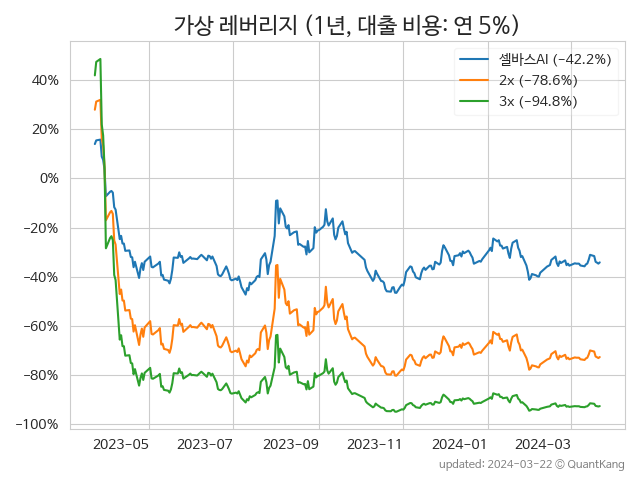 가상 레버리지 (1년, 대출 비용: 연 5%)
셀바스AI (−42.2%)
2x (−78.6%)
3x (−94.8%)
40%
20%
0%
−20%
−40%
−60%
−80%
−100%
2023-05 2023-07 2023-09 2023-11 2024-01 2024-03
updated: 2024-03-22 © QuantKang